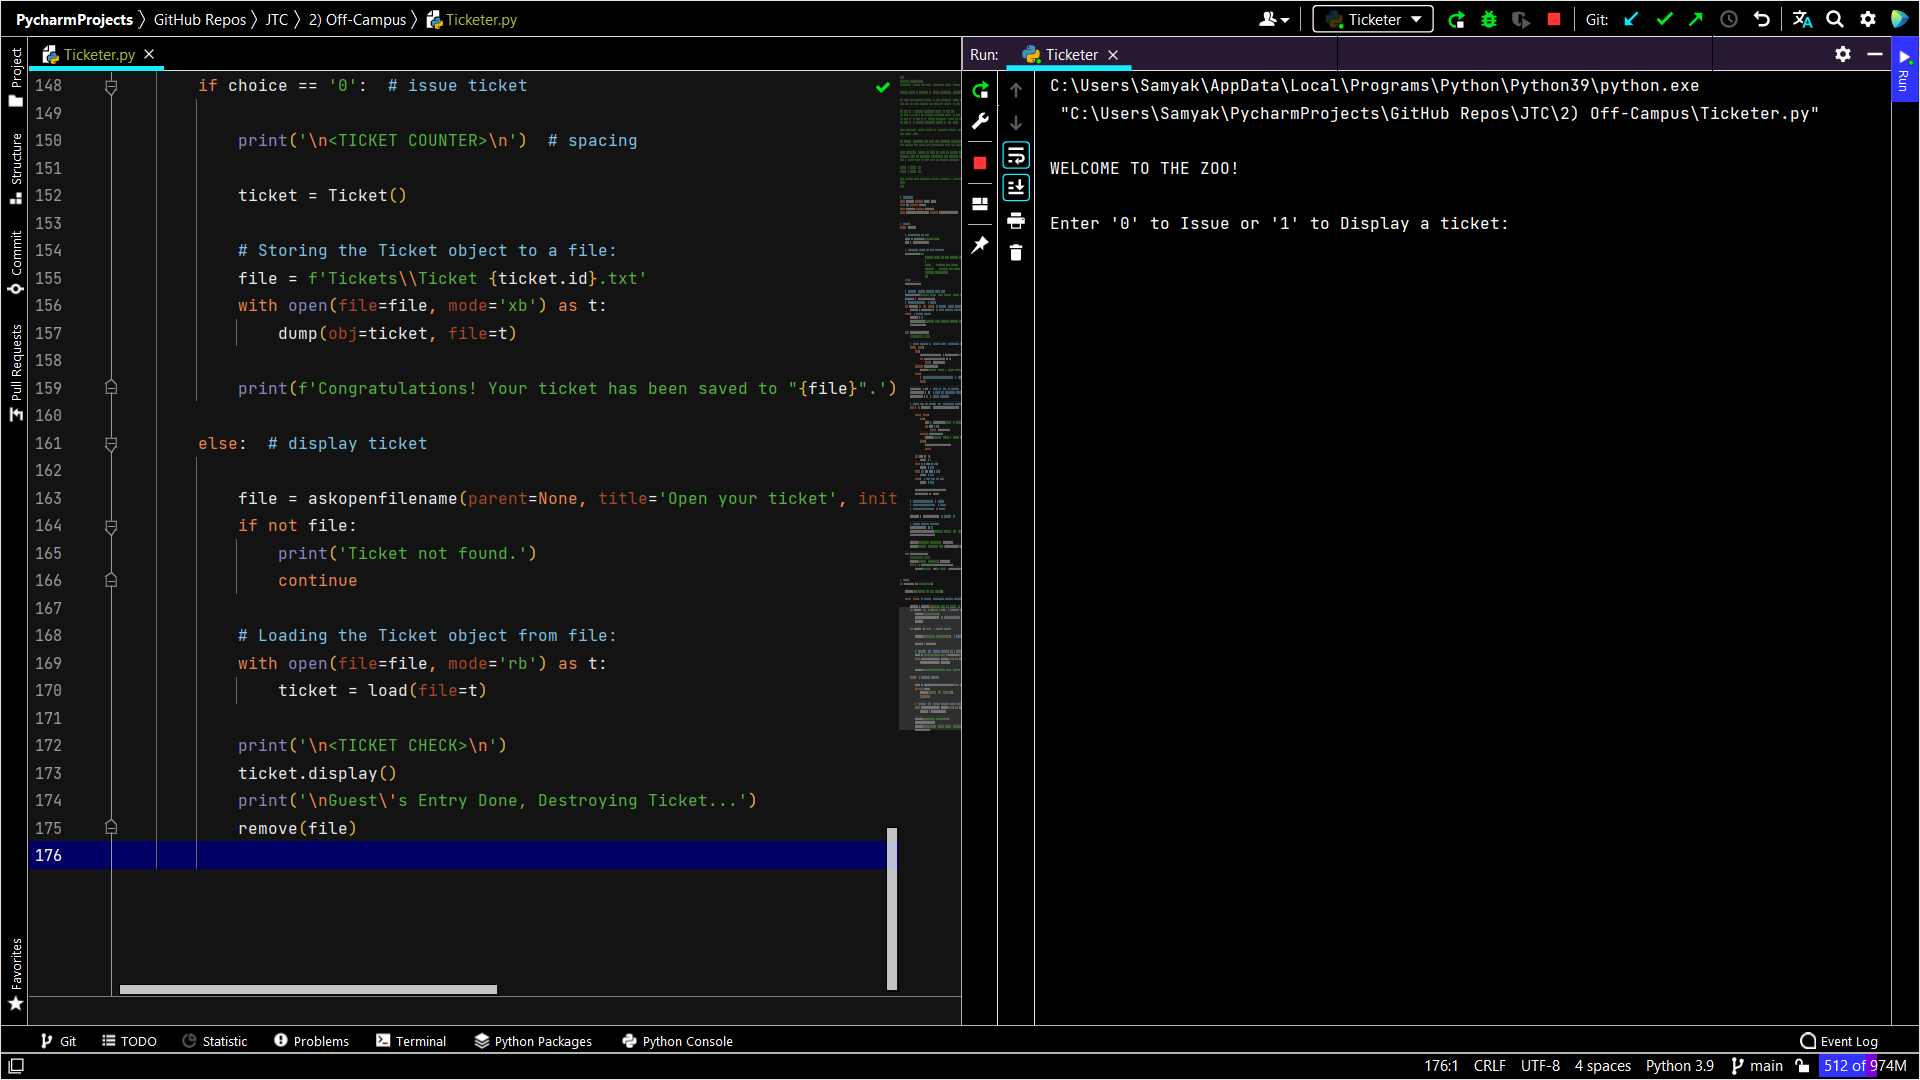 PycharmProjects 〉 GitHub Repos 〉 JTC 〉 2) Off-Campus 〉 Ticketer.py
Ticketer
Git:
Ticketer.py
Project
Structure
Commit
Pull Requests
Favorites
148 if choice == '0':  # issue ticket
149
150 print('\n<TICKET COUNTER>\n')  # spacing
151
152 ticket = Ticket()
153
154 # Storing the Ticket object to a file:
155 file = f'Tickets\\Ticket {ticket.id}.txt'
156 with open(file=file, mode='xb') as t:
157 dump(obj=ticket, file=t)
158
159 print(f'Congratulations! Your ticket has been saved to "{file}".')
160
161 else:  # display ticket
162
163 file = askopenfilename(parent=None, title='Open your ticket', init
164 if not file:
165 print('Ticket not found.')
166 continue
167
168 # Loading the Ticket object from file:
169 with open(file=file, mode='rb') as t:
170 ticket = load(file=t)
171
172 print('\n<TICKET CHECK>\n')
173 ticket.display()
174 print('\nGuest\'s Entry Done, Destroying Ticket...')
175 remove(file)
176
Run: Ticketer
C:\Users\Samyak\AppData\Local\Programs\Python\Python39\python.exe
"C:\Users\Samyak\PycharmProjects\GitHub Repos\JTC\2) Off-Campus\Ticketer.py"
WELCOME TO THE ZOO!
Enter '0' to Issue or '1' to Display a ticket:
Run
Git TODO Statistic Problems Terminal Python Packages Python Console Event Log
176:1 CRLF UTF-8 4 spaces Python 3.9 main 512 of 974M